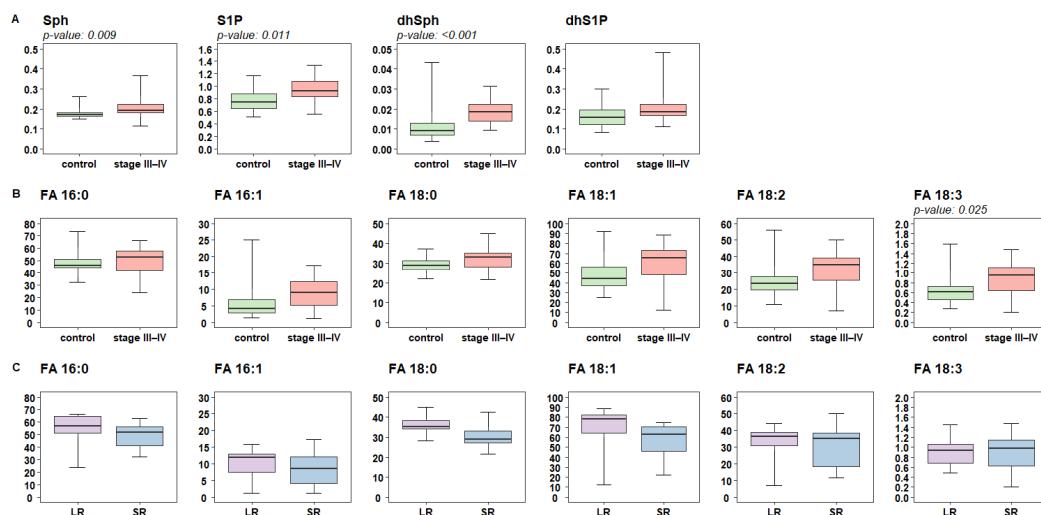 A
Sph S1P dhSph dhS1P
p-value: 0.009 p-value: 0.011 p-value: <0.001
0.5 1.6 0.05 0.5
0.4 1.4 0.04 0.4
0.3 1.2 0.03 0.3
0.2 1.0 0.02 0.2
0.1 0.8 0.01 0.1
0.0 0.6 0.00 0.0
0.4
0.2
0.0
control stage III–IV control stage III–IV control stage III–IV control stage III–IV
B
FA 16:0 FA 16:1 FA 18:0 FA 18:1 FA 18:2 FA 18:3
p-value: 0.025
80 30 50 100 60 2.0
70 25 40 90 50 1.8
60 20 30 80 40 1.6
50 15 20 70 30 1.4
40 10 10 60 20 1.2
30 5 0 50 10 1.0
20 0 40 0 0.8
10 30 0.6
0 20 0.4
10 0.2
0 0.0
control stage III–IV control stage III–IV control stage III–IV control stage III–IV control stage III–IV control stage III–IV
C
FA 16:0 FA 16:1 FA 18:0 FA 18:1 FA 18:2 FA 18:3
80 30 50 100 60 2.0
70 25 40 90 50 1.8
60 20 30 80 40 1.6
50 15 20 70 30 1.4
40 10 10 60 20 1.2
30 5 0 50 10 1.0
20 0 40 0 0.8
10 30 0.6
0 20 0.4
10 0.2
0 0.0
LR SR LR SR LR SR LR SR LR SR LR SR